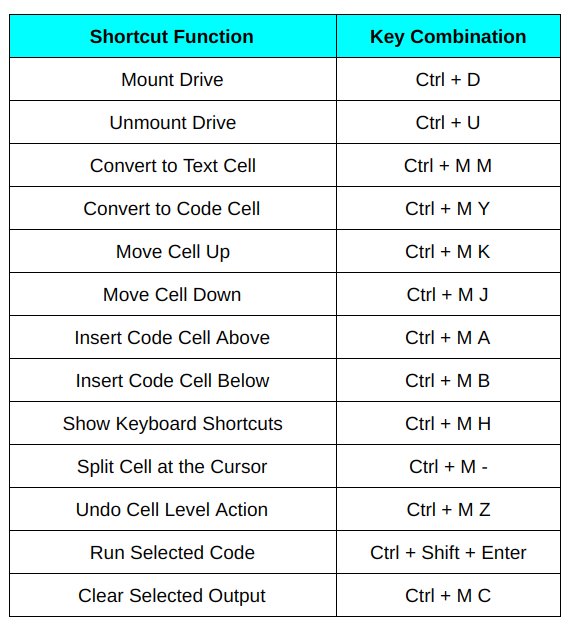 Shortcut Function Key Combination
Mount Drive Ctrl + D
Unmount Drive Ctrl + U
Convert to Text Cell Ctrl + M M
Convert to Code Cell Ctrl + M Y
Move Cell Up Ctrl + M K
Move Cell Down Ctrl + M J
Insert Code Cell Above Ctrl + M A
Insert Code Cell Below Ctrl + M B
Show Keyboard Shortcuts Ctrl + M H
Split Cell at the Cursor Ctrl + M -
Undo Cell Level Action Ctrl + M Z
Run Selected Code Ctrl + Shift + Enter
Clear Selected Output Ctrl + M C